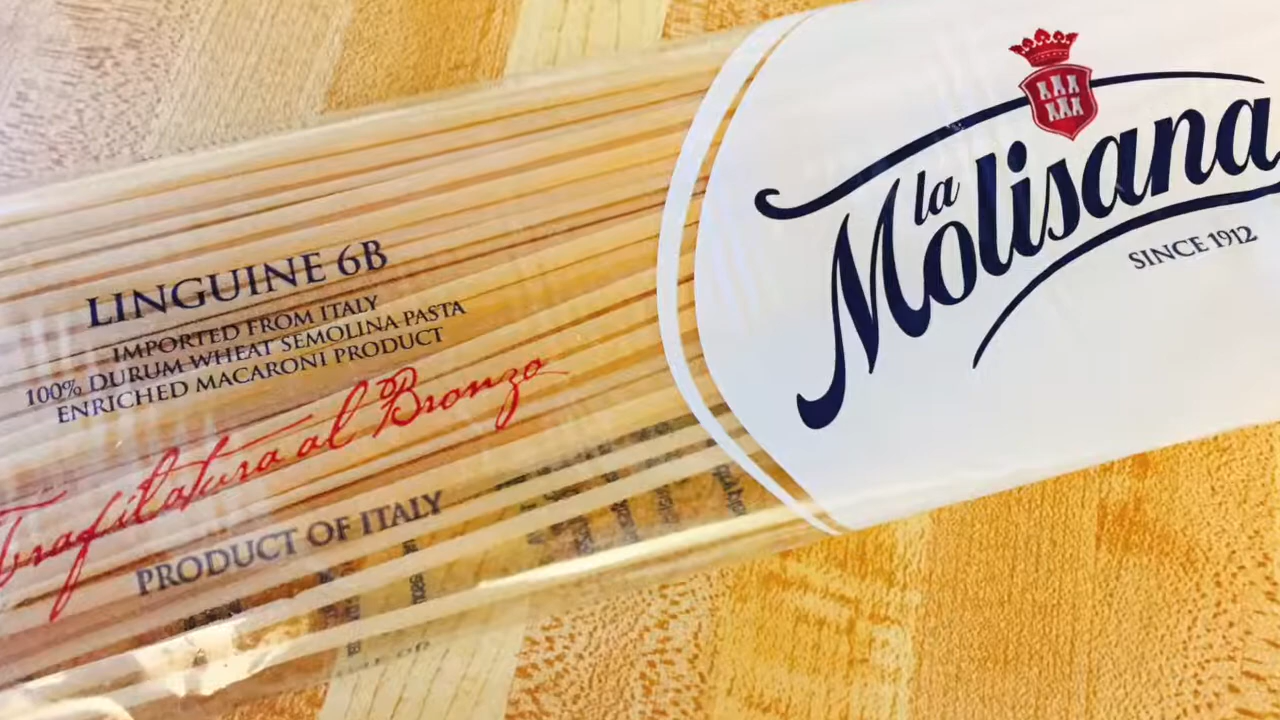 la
Molisana
SINCE 1912
LINGUINE 6B
IMPORTED FROM ITALY
100% DURUM WHEAT SEMOLINA PASTA
ENRICHED MACARONI PRODUCT
Trafilatura al Bronzo
PRODUCT OF ITALY